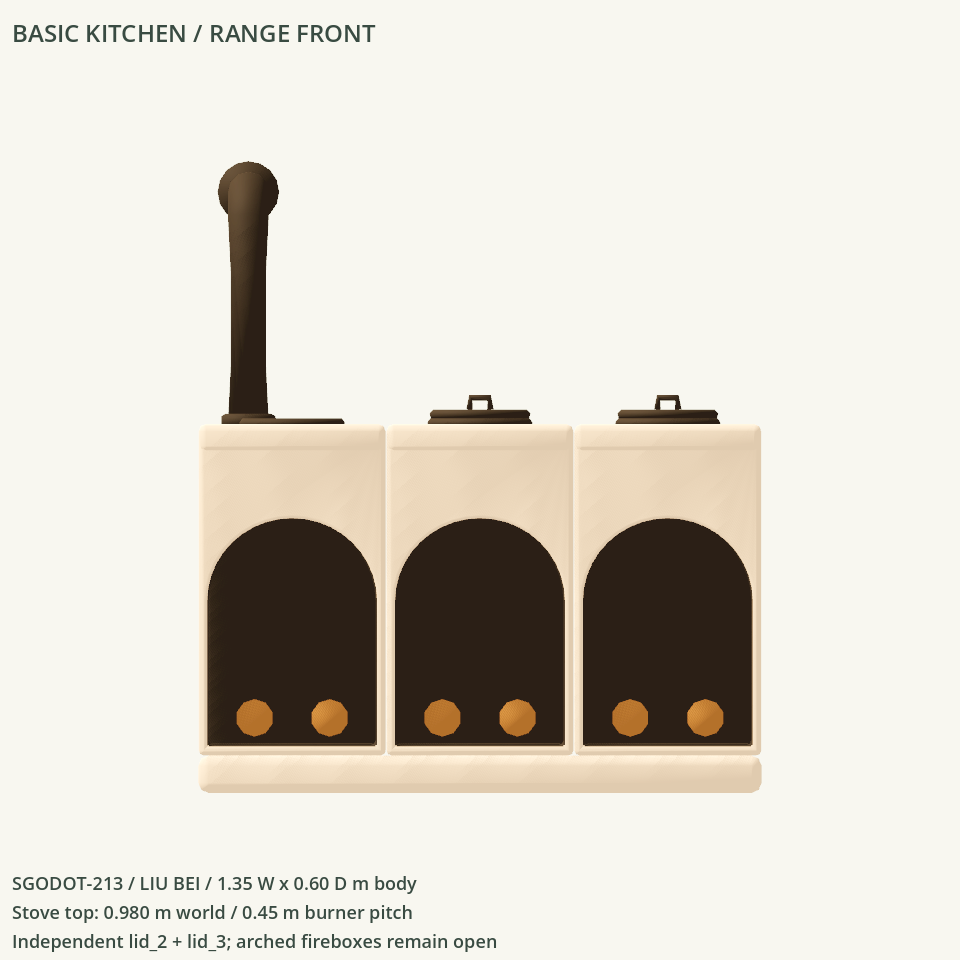 BASIC KITCHEN / RANGE FRONT
SGODOT-213 / LIU BEI / 1.35 W x 0.60 D m body
Stove top: 0.980 m world / 0.45 m burner pitch
Independent lid_2 + lid_3; arched fireboxes remain open